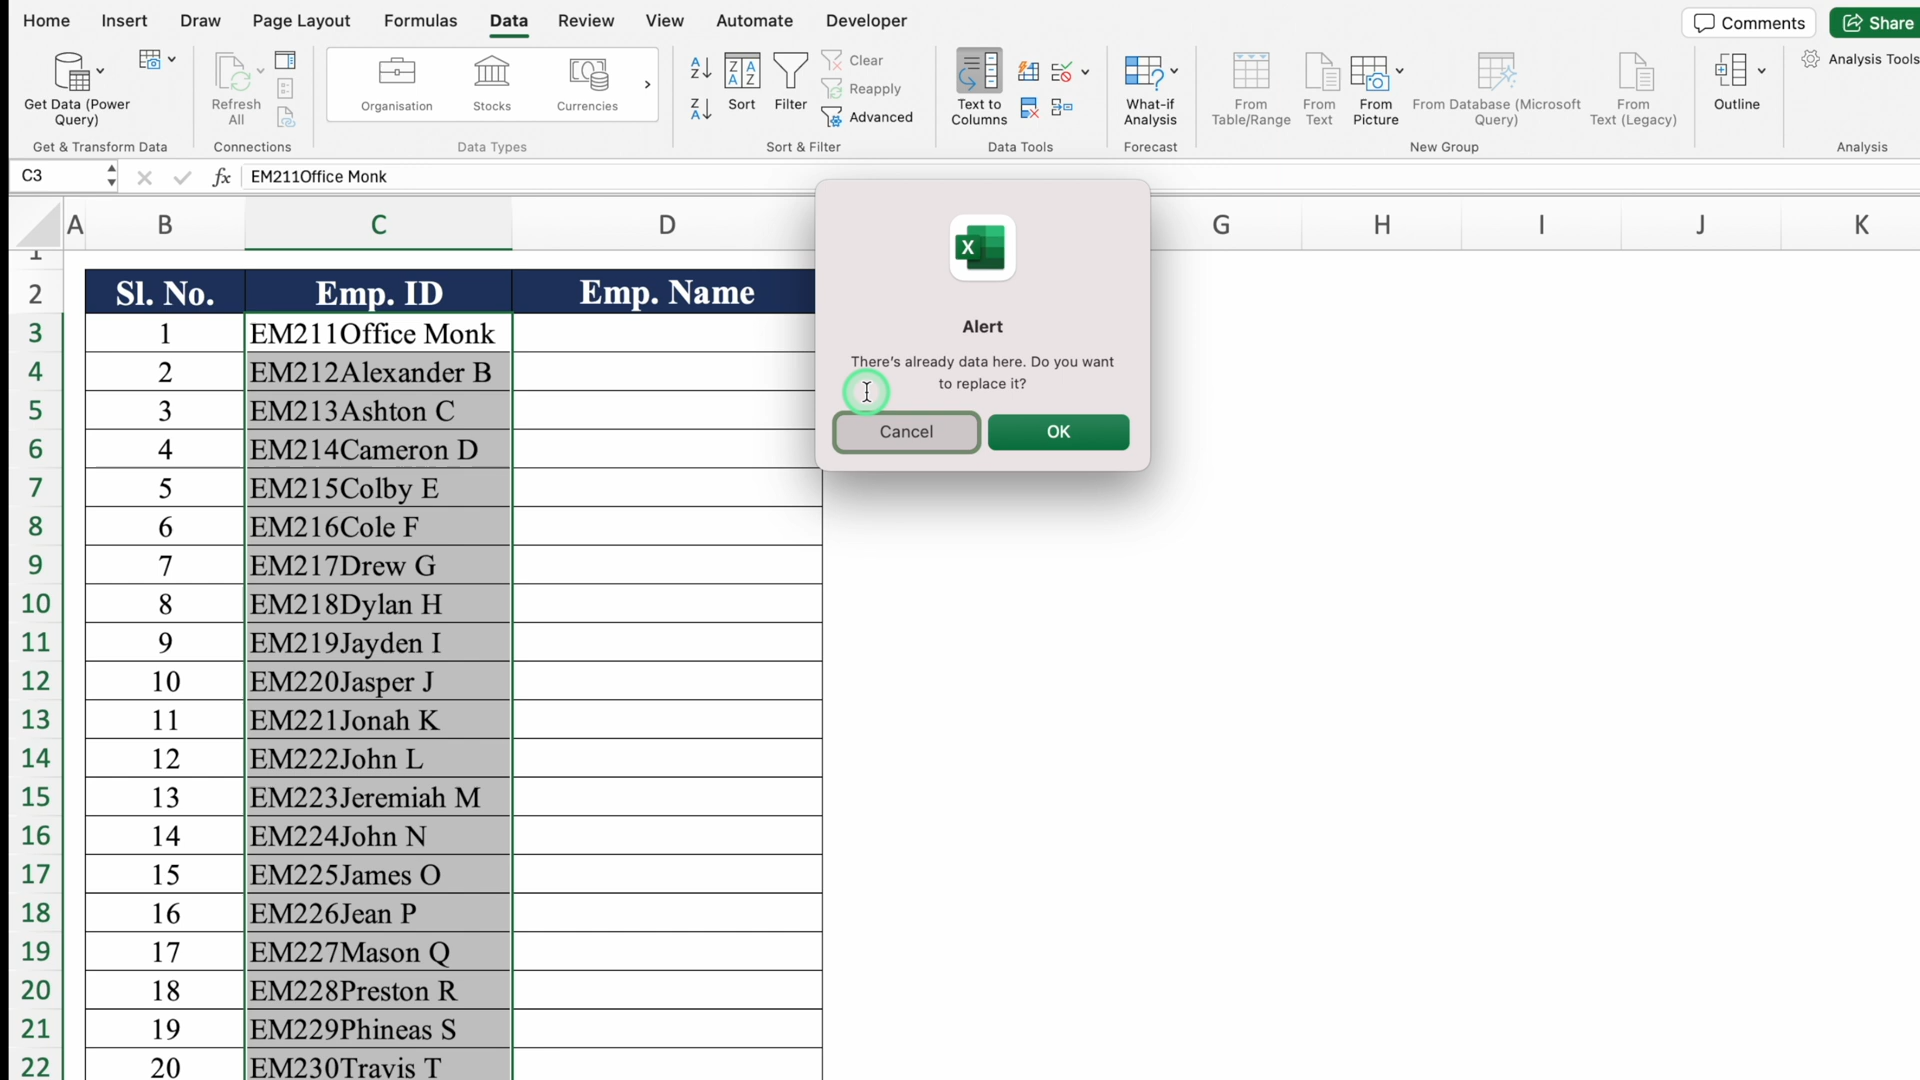 Home Insert Draw Page Layout Formulas Data Review View Automate Developer Comments Share
Get Data (Power Query)
Refresh All
Organisation Stocks Currencies
Sort Filter
Clear
Reapply
Advanced
Text to Columns
What-if Analysis
From Table/Range
From Text
From Picture
From Database (Microsoft Query)
From Text (Legacy)
Outline
Analysis Tools
Get & Transform Data Connections Data Types Sort & Filter Data Tools Forecast New Group Analysis
C3 fx EM211Office Monk
A B C D G H I J K
1
2 Sl. No. Emp. ID Emp. Name
3 1 EM211Office Monk
4 2 EM212Alexander B
5 3 EM213Ashton C
6 4 EM214Cameron D
7 5 EM215Colby E
8 6 EM216Cole F
9 7 EM217Drew G
10 8 EM218Dylan H
11 9 EM219Jayden I
12 10 EM220Jasper J
13 11 EM221Jonah K
14 12 EM222John L
15 13 EM223Jeremiah M
16 14 EM224John N
17 15 EM225James O
18 16 EM226Jean P
19 17 EM227Mason Q
20 18 EM228Preston R
21 19 EM229Phineas S
22 20 EM230Travis T
X
Alert
There's already data here. Do you want
to replace it?
Cancel OK